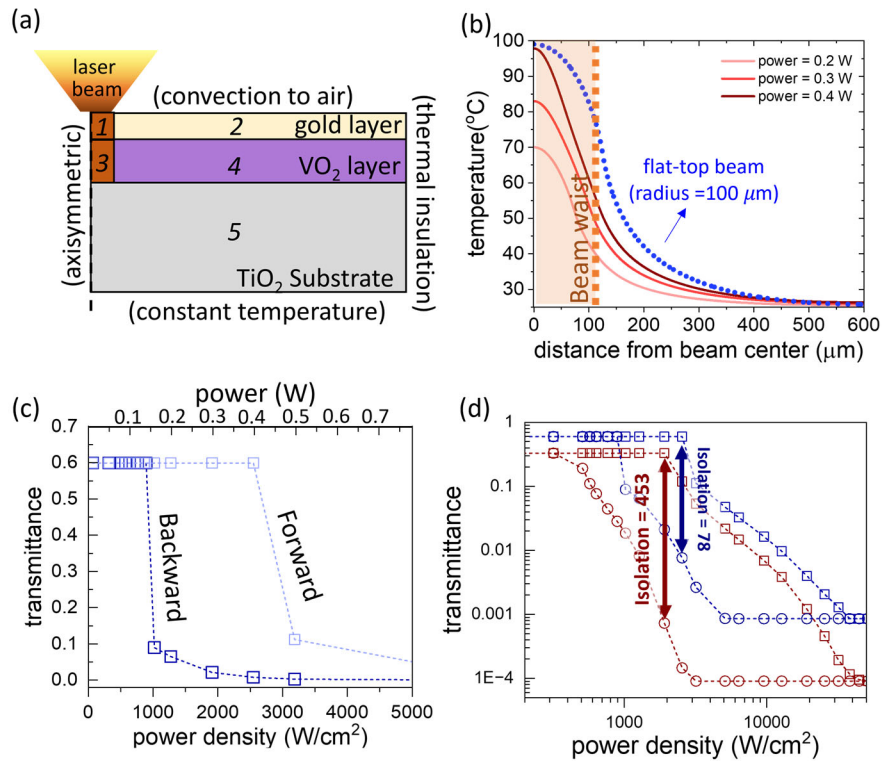 (a)
laser
beam
(convection to air)
1
2
gold layer
3
4
VO₂ layer
5
TiO₂ Substrate
(axisymmetric)
(thermal insulation)
(constant temperature)
(b)
100
90
80
70
60
50
40
30
temperature(°C)
power = 0.2 W
power = 0.3 W
power = 0.4 W
flat-top beam
(radius =100 μm)
Beam waist
0 100 200 300 400 500 600
distance from beam center (μm)
(c)
power (W)
0.1 0.2 0.3 0.4 0.5 0.6 0.7
0.7
0.6
0.5
0.4
0.3
0.2
0.1
0.0
transmittance
Backward
Forward
0 1000 2000 3000 4000 5000
power density (W/cm²)
(d)
1
0.1
0.01
0.001
1E-4
transmittance
Isolation = 453
Isolation = 78
1000 10000
power density (W/cm²)